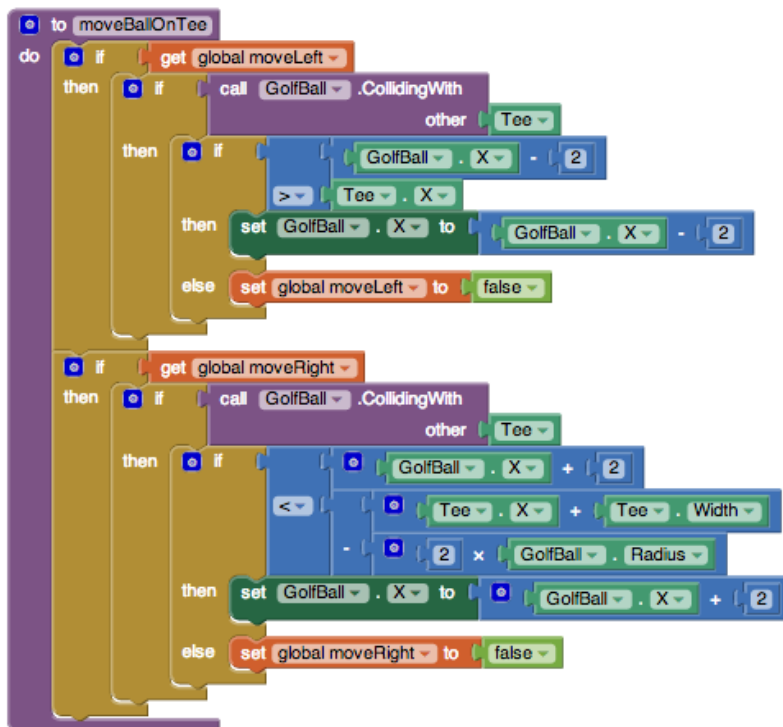 to moveBallOnTee
do if get global moveLeft
then if call GolfBall .CollidingWith
other Tee
then if GolfBall . X - 2
> Tee . X
then set GolfBall . X to GolfBall . X - 2
else set global moveLeft to false
if get global moveRight
then if call GolfBall .CollidingWith
other Tee
then if GolfBall . X + 2
< Tee . X + Tee . Width
- 2 × GolfBall . Radius
then set GolfBall . X to GolfBall . X + 2
else set global moveRight to false